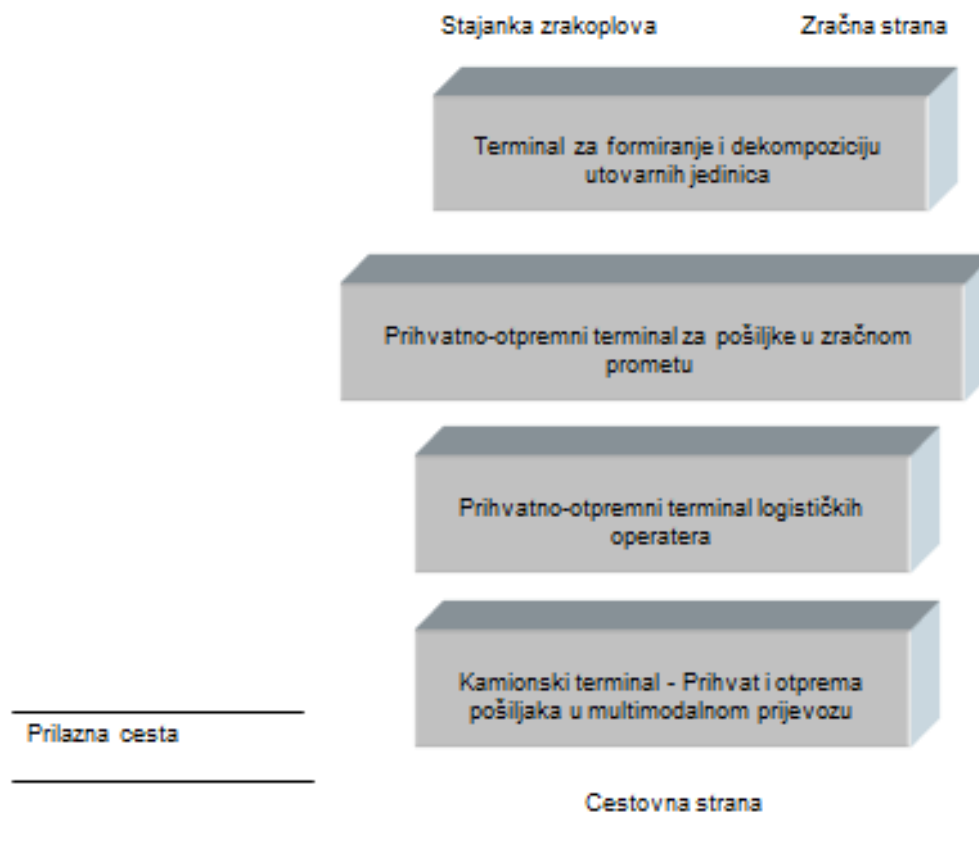 Stajanka zrakoplova
Zračna strana
Terminal za formiranje i dekompoziciju
utovarnih jedinica
Prihvatno-otpremni terminal za pošiljke u zračnom
prometu
Prihvatno-otpremni terminal logističkih
operatera
Kamionski terminal - Prihvat i otprema
pošiljaka u multimodalnom prijevozu
Prilazna cesta
Cestovna strana